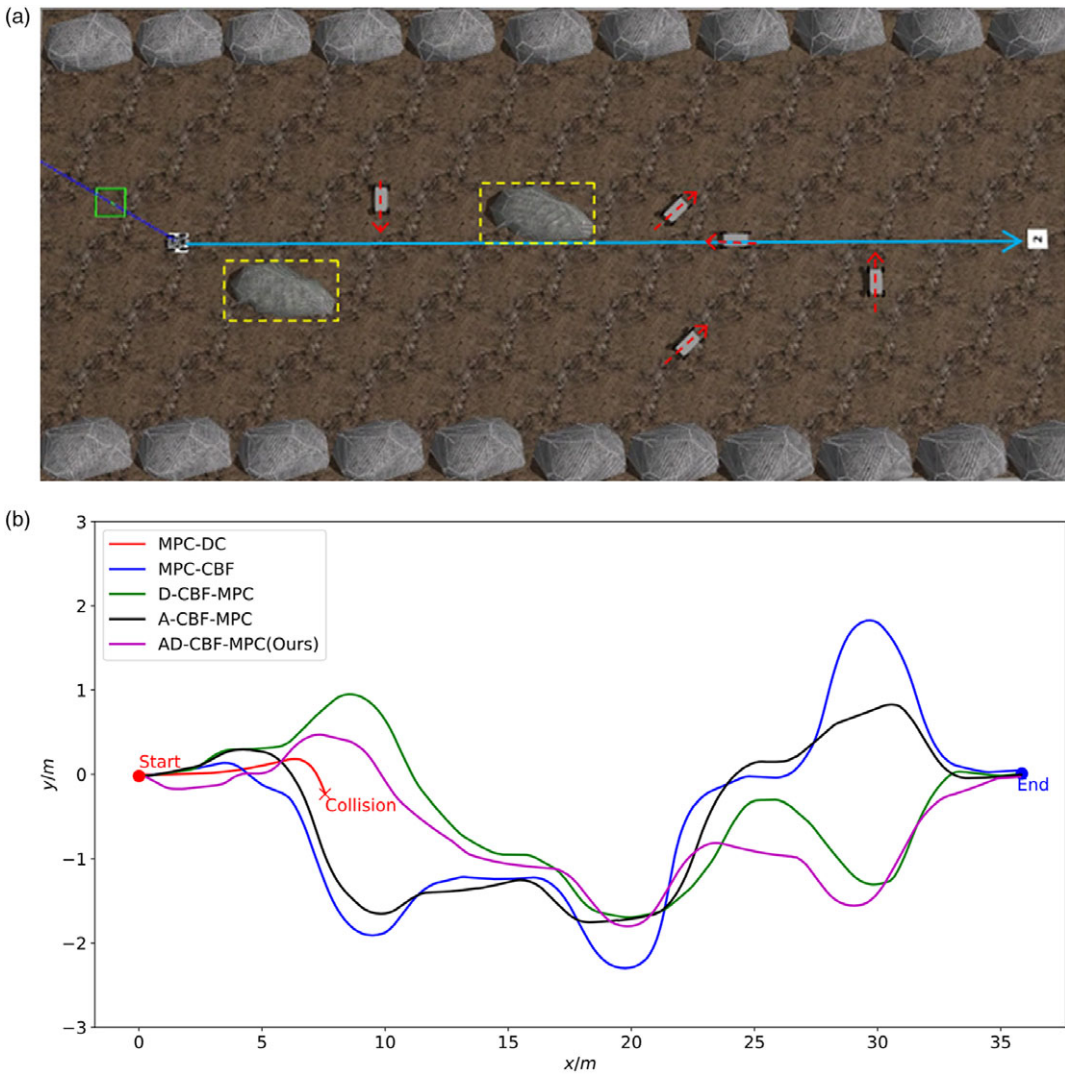 (a)
2
(b)
3
2
1
0
−1
−2
−3
y/m
MPC-DC
MPC-CBF
D-CBF-MPC
A-CBF-MPC
AD-CBF-MPC(Ours)
Start
Collision
End
0 5 10 15 20 25 30 35
x/m